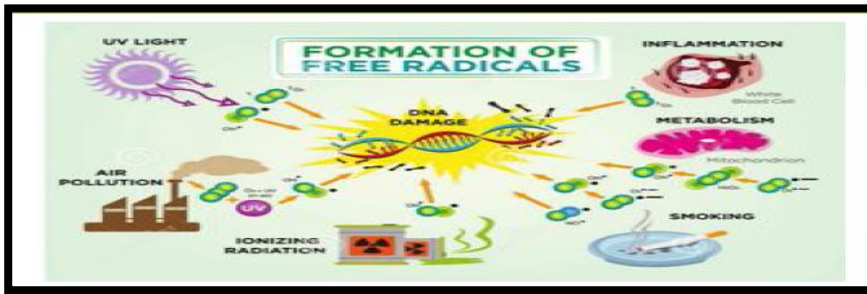 UV LIGHT
FORMATION OF
FREE RADICALS
INFLAMMATION
White
Blood Cell
DNA
DAMAGE
METABOLISM
Mitochondrion
AIR
POLLUTION
UV
IONIZING
RADIATION
SMOKING